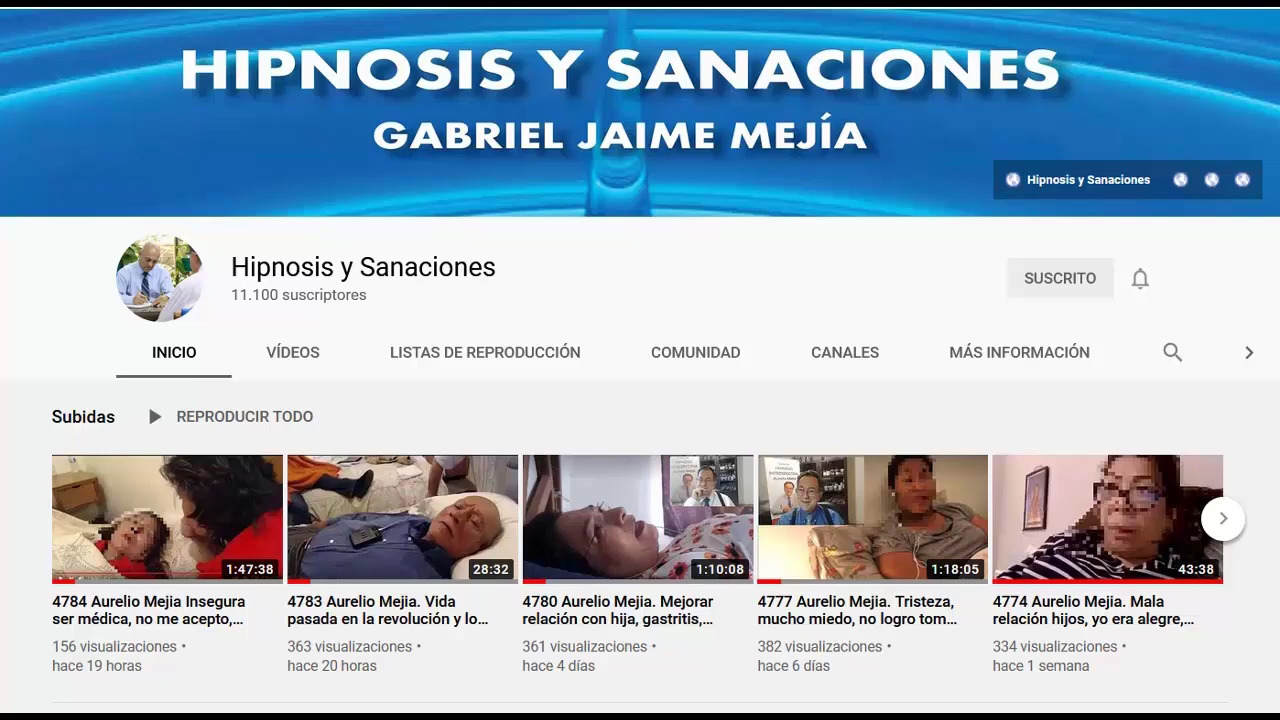 HIPNOSIS Y SANACIONES
GABRIEL JAIME MEJÍA
Hipnosis y Sanaciones
Hipnosis y Sanaciones
11.100 suscriptores
SUSCRITO
INICIO
VÍDEOS
LISTAS DE REPRODUCCIÓN
COMUNIDAD
CANALES
MÁS INFORMACIÓN
Subidas
REPRODUCIR TODO
1:47:38
28:32
1:10:08
1:18:05
43:38
4784 Aurelio Mejia Insegura
ser médica, no me acepto,...
156 visualizaciones •
hace 19 horas
4783 Aurelio Mejia. Vida
pasada en la revolución y lo...
363 visualizaciones •
hace 20 horas
4780 Aurelio Mejia. Mejorar
relación con hija, gastritis,...
361 visualizaciones •
hace 4 días
4777 Aurelio Mejia. Tristeza,
mucho miedo, no logro tom...
382 visualizaciones •
hace 6 días
4774 Aurelio Mejia. Mala
relación hijos, yo era alegre,...
334 visualizaciones •
hace 1 semana